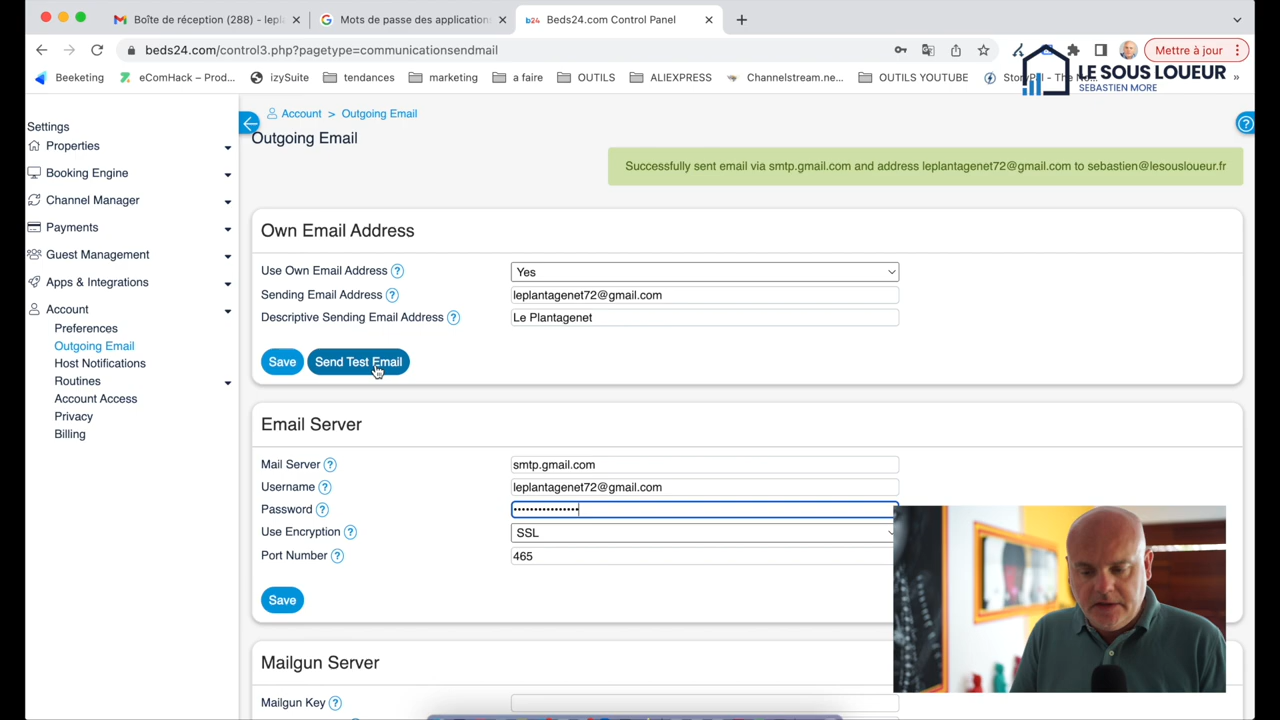 Boîte de réception (288) - lepl
Mots de passe des application
Beds24.com Control Panel
beds24.com/control3.php?pagetype=communicationsendmail
Mettre à jour
Beeketing
eComHack – Prod...
izySuite
tendances
marketing
a faire
OUTILS
ALIEXPRESS
Channelstream.ne...
OUTILS YOUTUBE
»
LE SOUS LOUEUR
SEBASTIEN MORE
Settings
Properties
Booking Engine
Channel Manager
Payments
Guest Management
Apps & Integrations
Account
Preferences
Outgoing Email
Host Notifications
Routines
Account Access
Privacy
Billing
Account > Outgoing Email
Outgoing Email
Successfully sent email via smtp.gmail.com and address leplantagenet72@gmail.com to sebastien@lesousloueur.fr
Own Email Address
Use Own Email Address ? Yes
Sending Email Address ? leplantagenet72@gmail.com
Descriptive Sending Email Address ? Le Plantagenet
Save Send Test Email
Email Server
Mail Server ? smtp.gmail.com
Username ? leplantagenet72@gmail.com
Password ? ••••••••••••••••
Use Encryption ? SSL
Port Number ? 465
Save
Mailgun Server
Mailgun Key ?